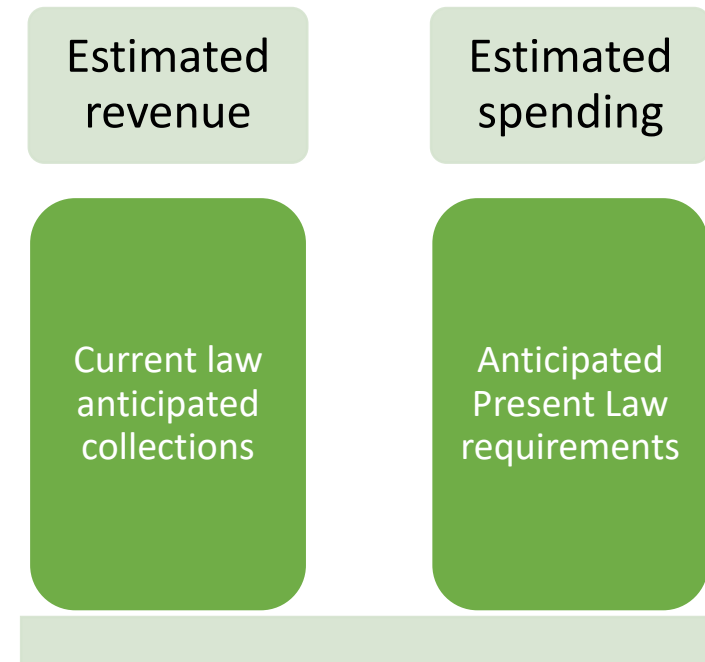 Estimated
revenue
Estimated
spending
Current law
anticipated
collections
Anticipated
Present Law
requirements